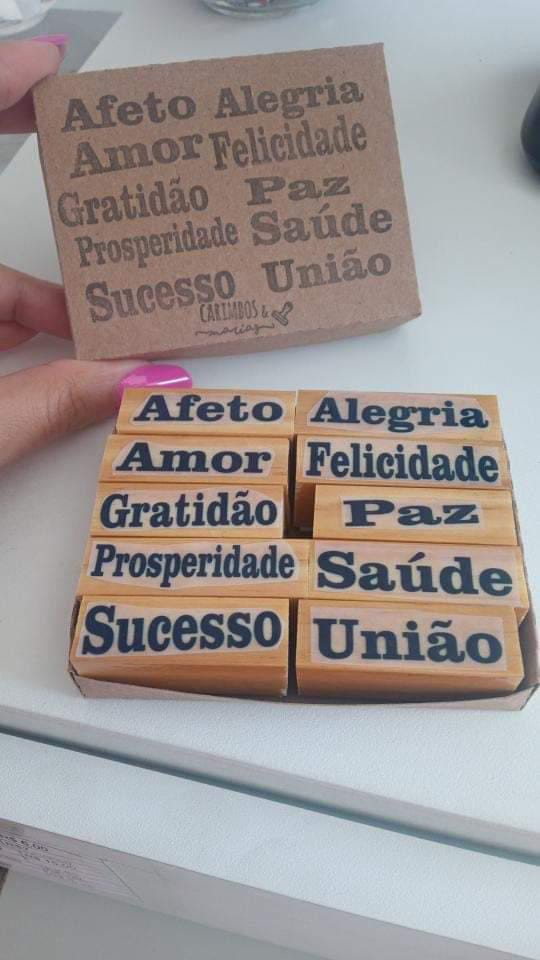 Afeto Alegria
Amor Felicidade
Gratidão Paz
Prosperidade Saúde
Sucesso União
CARIMBOS &
marias
Afeto Alegria
Amor Felicidade
Gratidão Paz
Prosperidade Saúde
Sucesso União